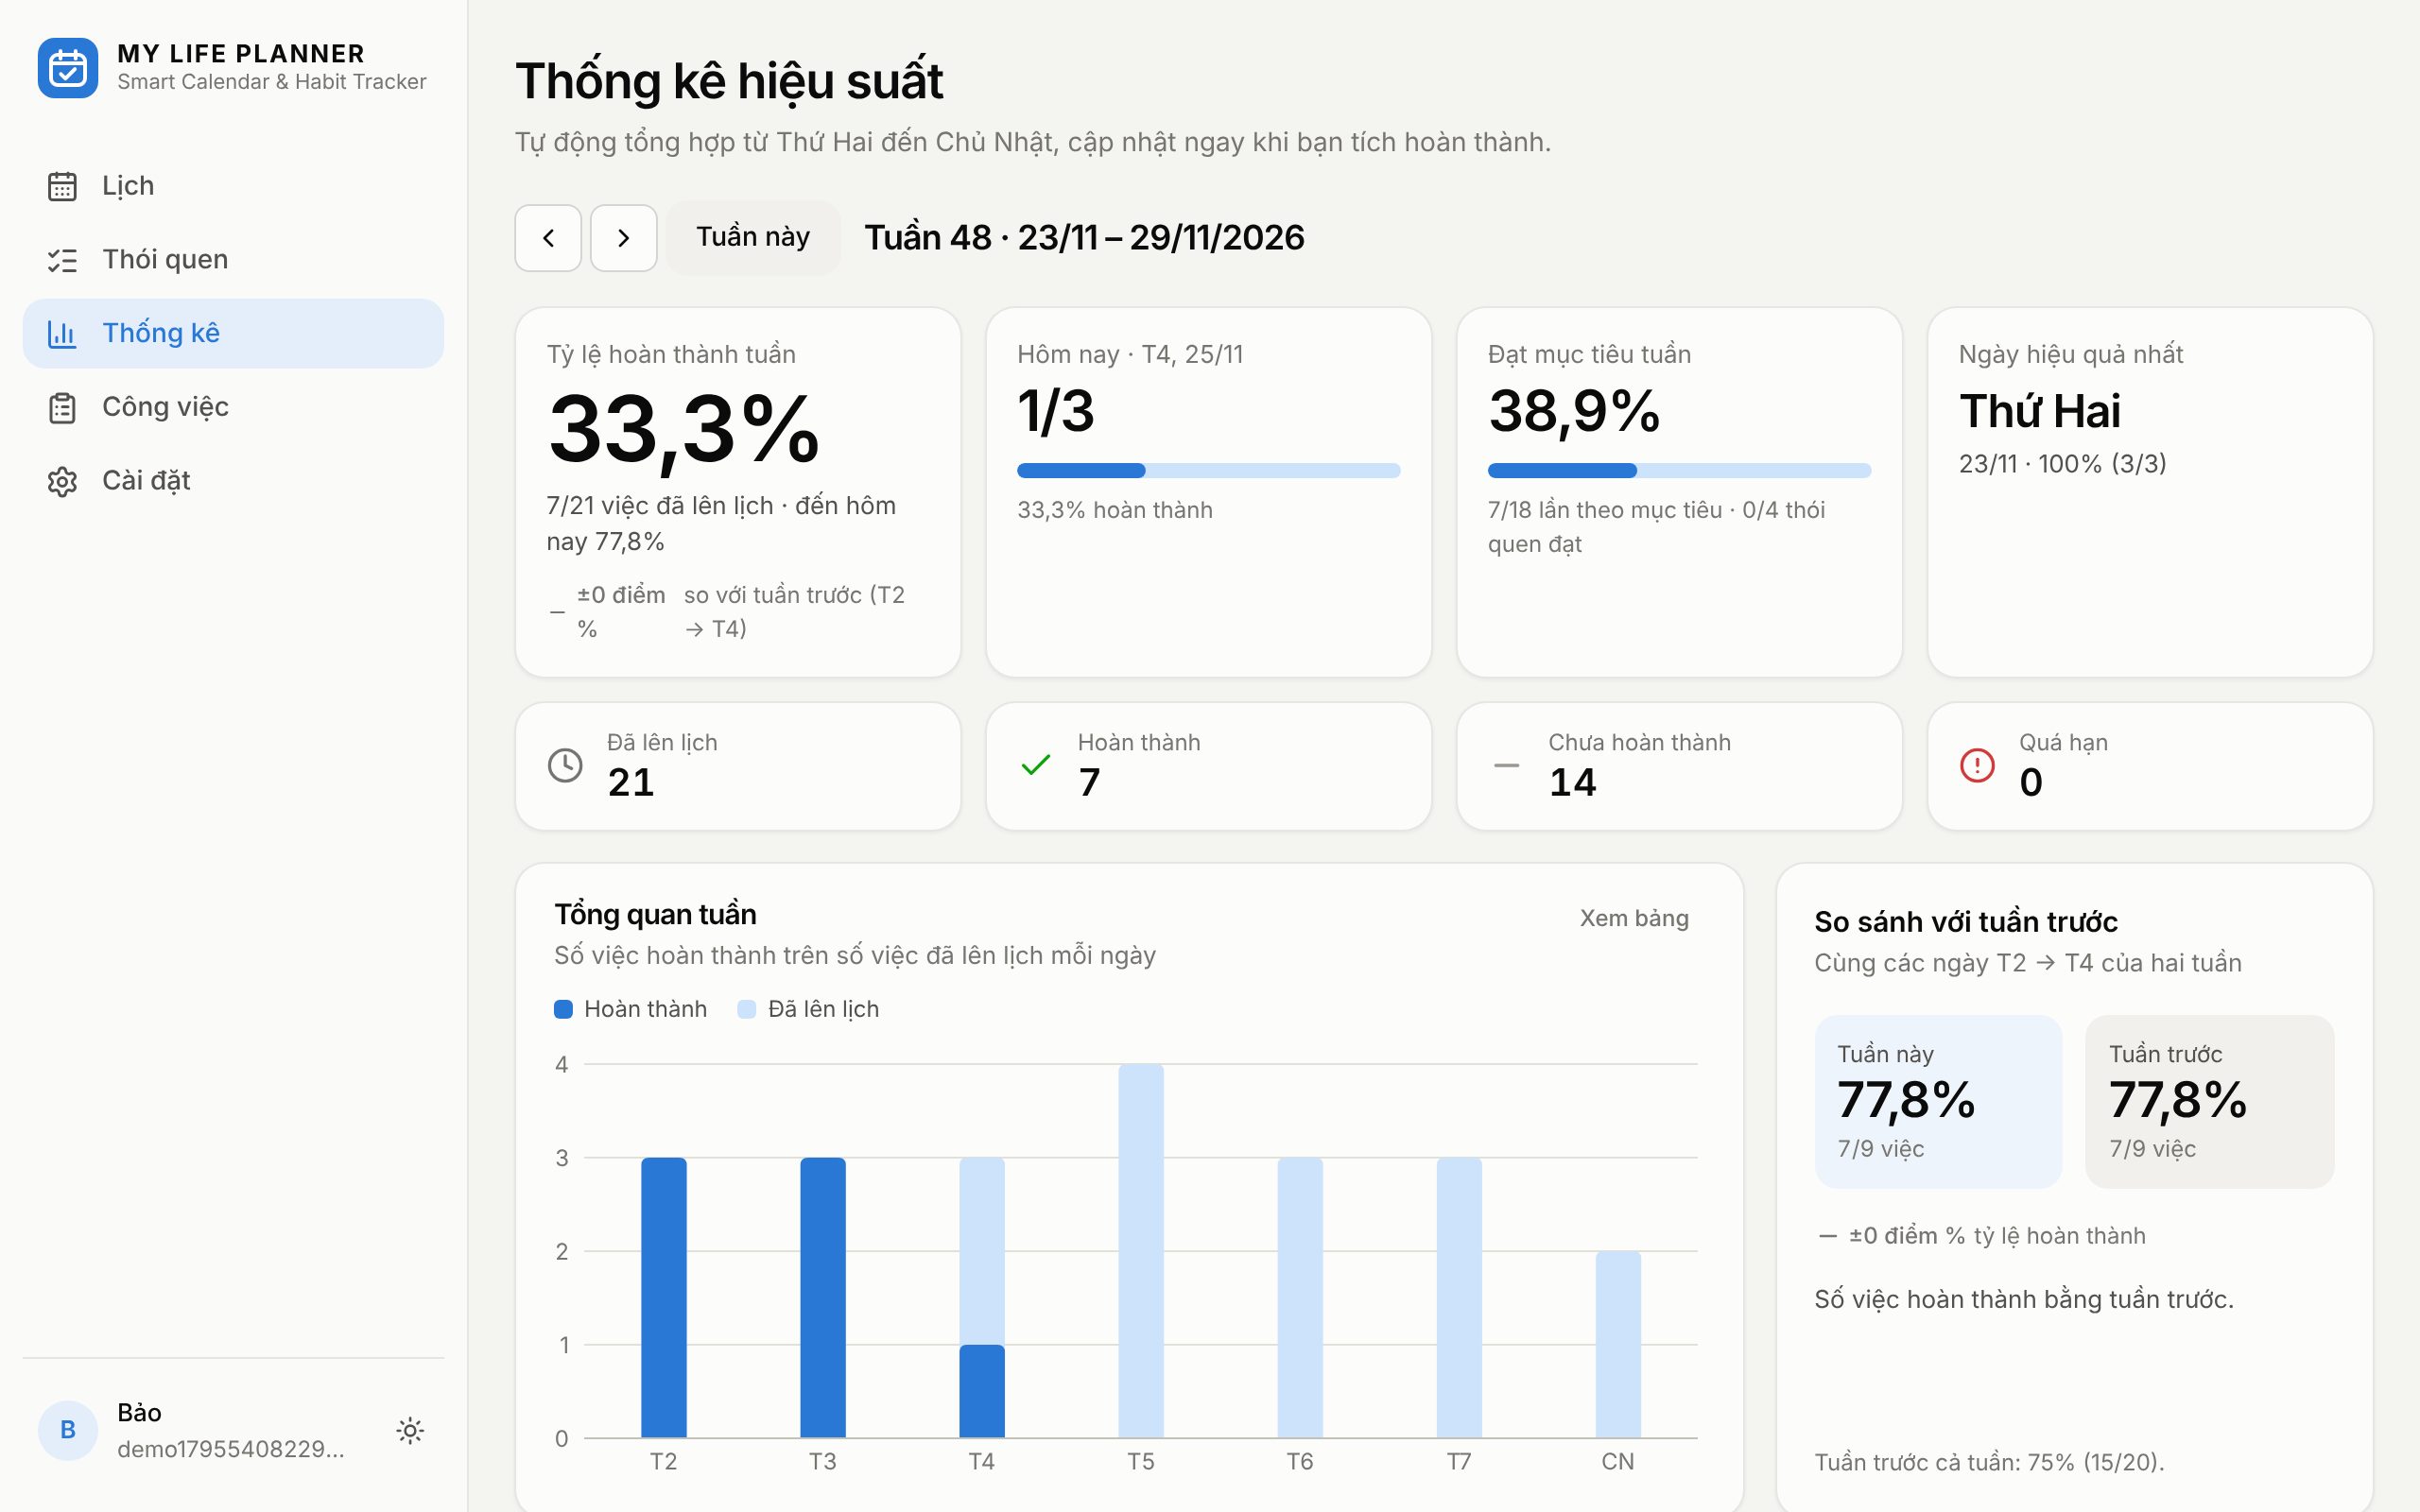 MY LIFE PLANNER
Smart Calendar & Habit Tracker
Lịch
Thói quen
Thống kê
Công việc
Cài đặt
B
Bảo
demo17955408229...
Thống kê hiệu suất
Tự động tổng hợp từ Thứ Hai đến Chủ Nhật, cập nhật ngay khi bạn tích hoàn thành.
Tuần này
Tuần 48 · 23/11 – 29/11/2026
Tỷ lệ hoàn thành tuần
33,3%
7/21 việc đã lên lịch · đến hôm
nay 77,8%
±0 điểm
%
so với tuần trước (T2
→ T4)
Hôm nay · T4, 25/11
1/3
33,3% hoàn thành
Đạt mục tiêu tuần
38,9%
7/18 lần theo mục tiêu · 0/4 thói
quen đạt
Ngày hiệu quả nhất
Thứ Hai
23/11 · 100% (3/3)
Đã lên lịch
21
Hoàn thành
7
Chưa hoàn thành
14
Quá hạn
0
Tổng quan tuần
Xem bảng
Số việc hoàn thành trên số việc đã lên lịch mỗi ngày
Hoàn thành
Đã lên lịch
4
3
2
1
0
T2 T3 T4 T5 T6 T7 CN
So sánh với tuần trước
Cùng các ngày T2 → T4 của hai tuần
Tuần này
77,8%
7/9 việc
Tuần trước
77,8%
7/9 việc
±0 điểm % tỷ lệ hoàn thành
Số việc hoàn thành bằng tuần trước.
Tuần trước cả tuần: 75% (15/20).